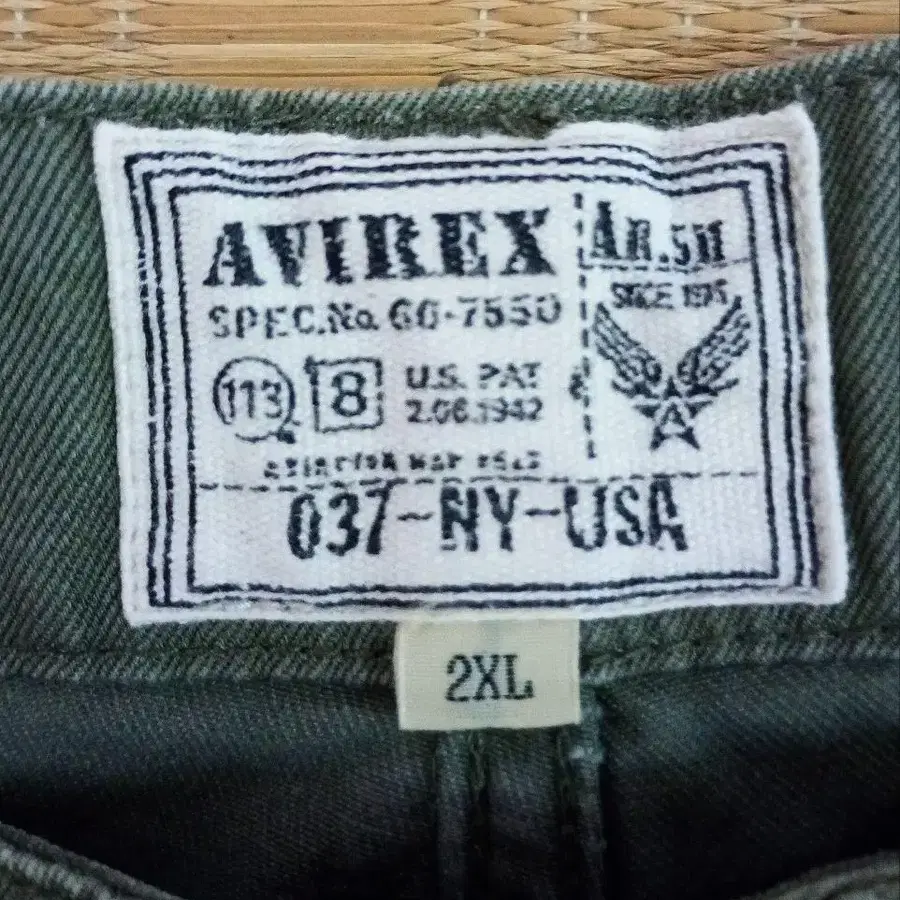 AVIREX
AR.511
SPEC.No. 66-7550
SINCE 1975
113
8
U.S. PAT
2.06.1942
037-NY-USA
2XL